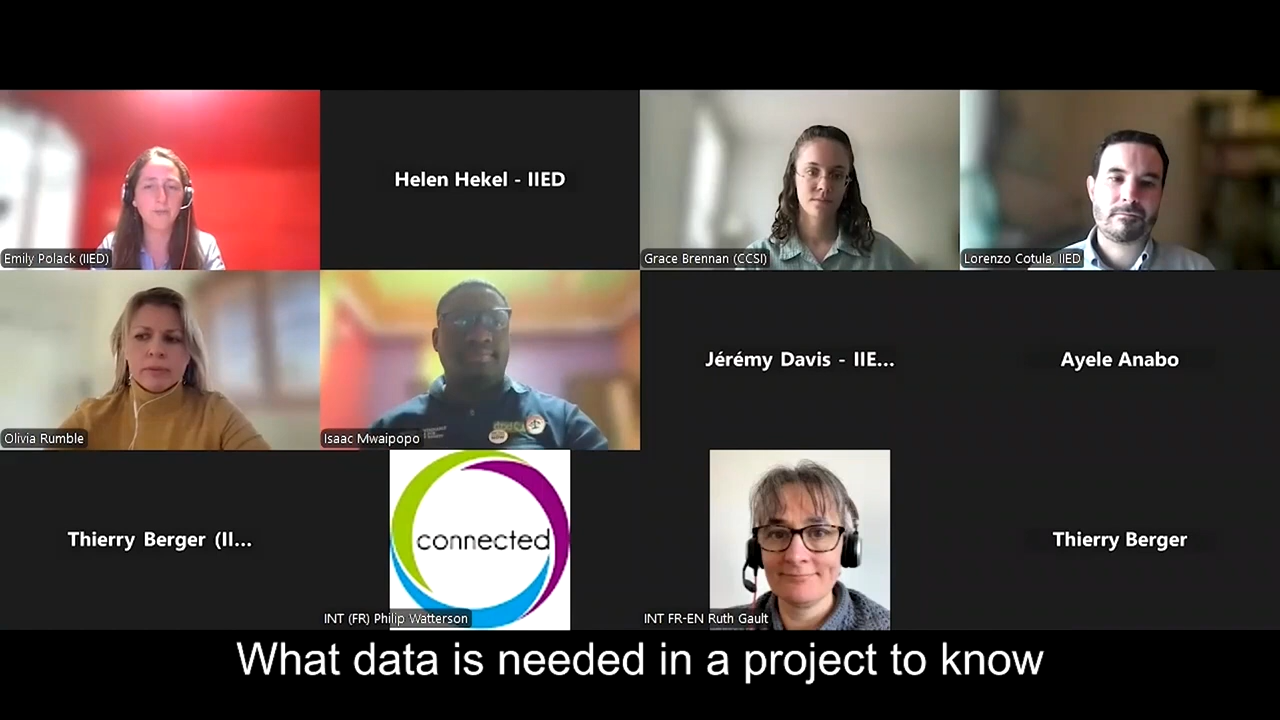 Helen Hekel - IIED
Emily Polack (IIED)
Grace Brennan (CCSI)
Lorenzo Cotula, IIED
Jérémy Davis - IIE...
Ayele Anabo
Olivia Rumble
Isaac Mwaipopo
Thierry Berger (II...
connected
Thierry Berger
INT (FR) Philip Watterson
INT FR-EN Ruth Gault
What data is needed in a project to know